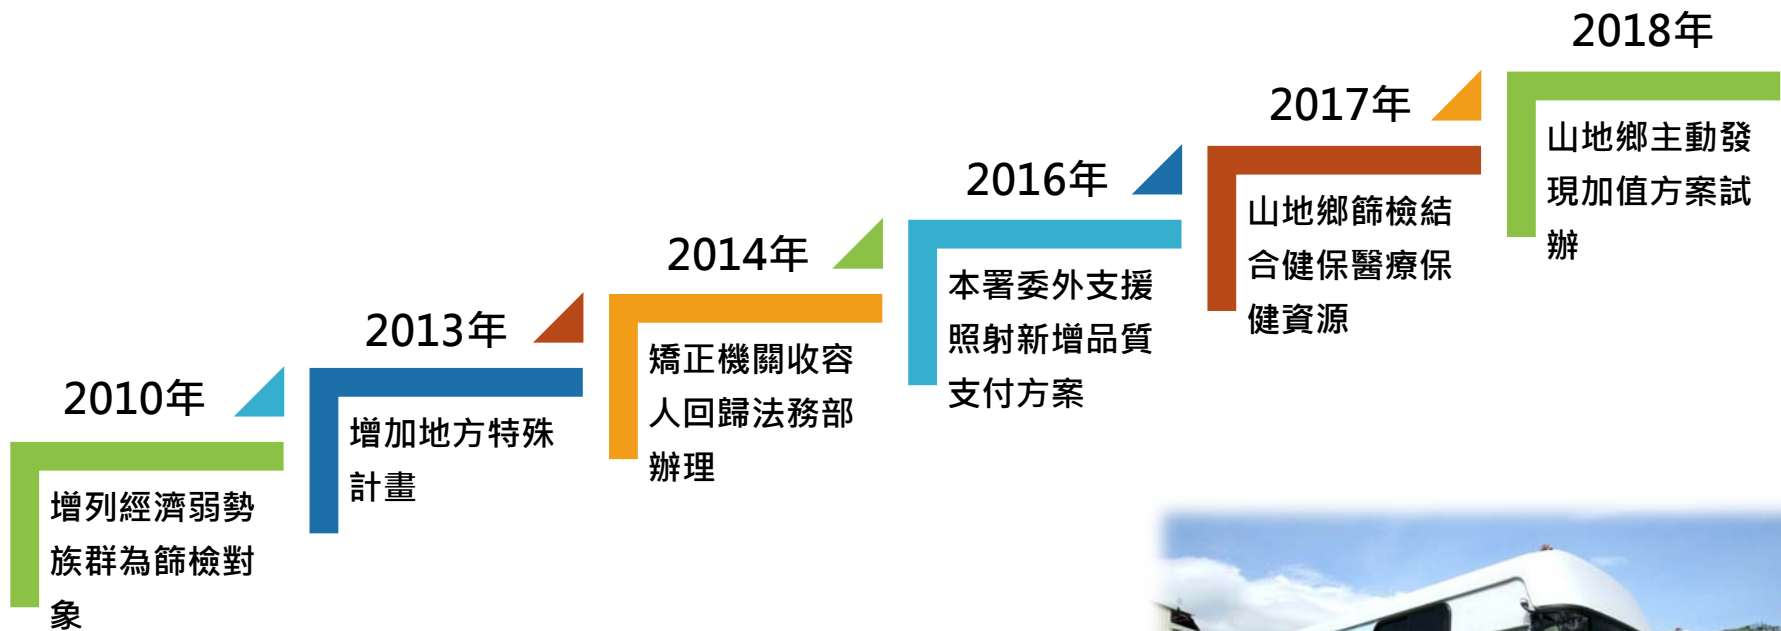 2010年
增列經濟弱勢
族群為篩檢對
象
2013年
增加地方特殊
計畫
2014年
矯正機關收容
人回歸法務部
辦理
2016年
本署委外支援
照射新增品質
支付方案
2017年
山地鄉篩檢結
合健保醫療保
健資源
2018年
山地鄉主動發
現加值方案試
辦